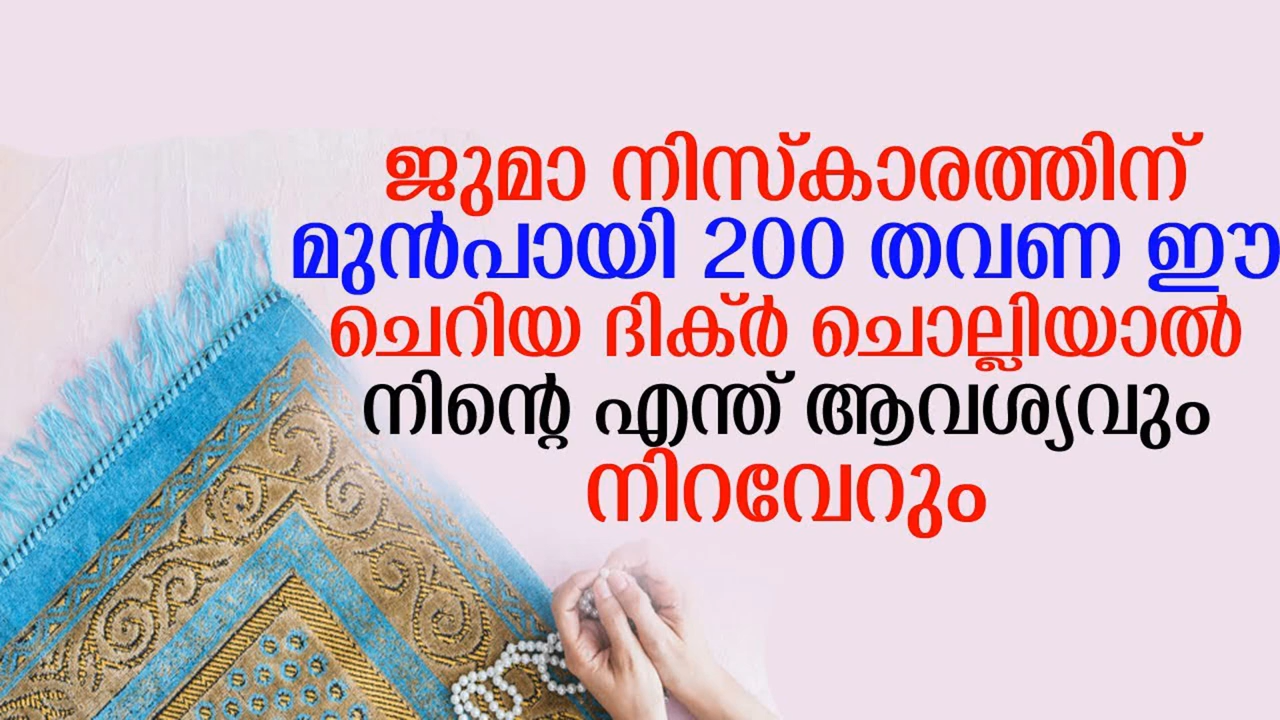 ജുമാ നിസ്കാരത്തിന്
മുൻപായി 200 തവണ ഈ
ചെറിയ ദിക്ർ ചൊല്ലിയാൽ
നിന്റെ എന്ത് ആവശ്യവും
നിറവേറും